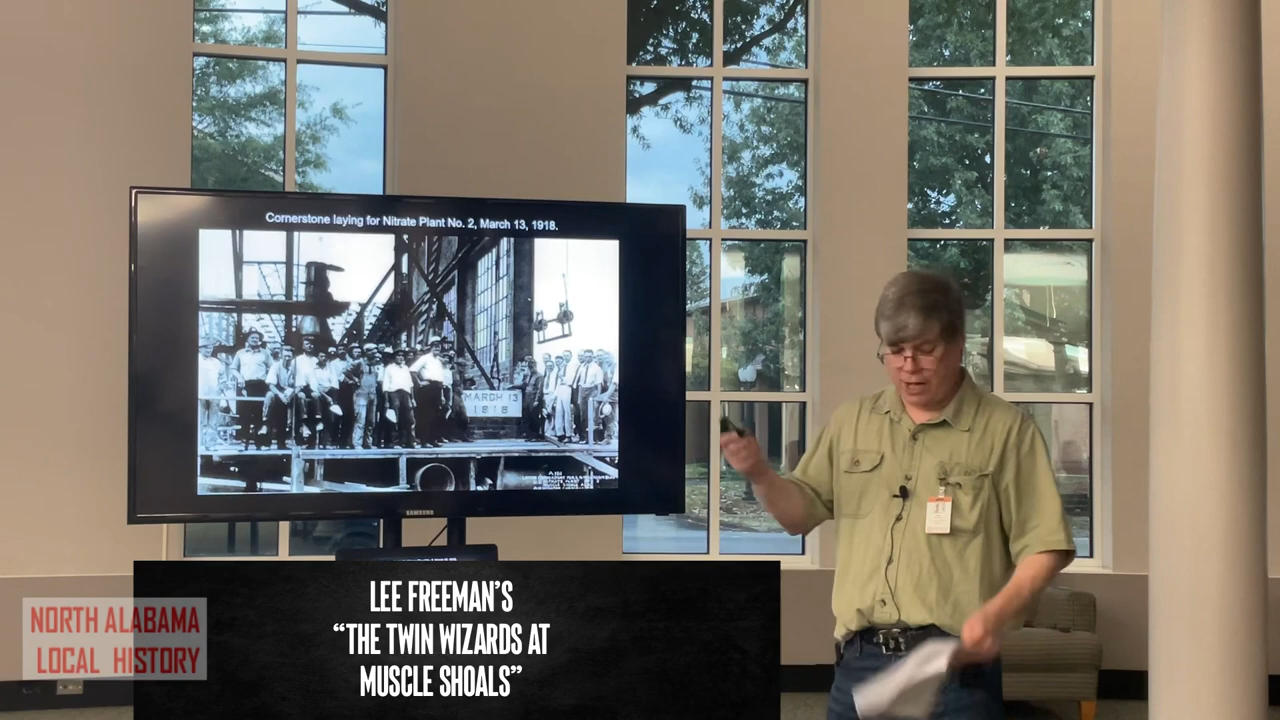 Cornerstone laying for Nitrate Plant No. 2, March 13, 1918.
MARCH 13
1918
SAMSUNG
LEE FREEMAN'S
“THE TWIN WIZARDS AT
MUSCLE SHOALS”
NORTH ALABAMA
LOCAL HISTORY